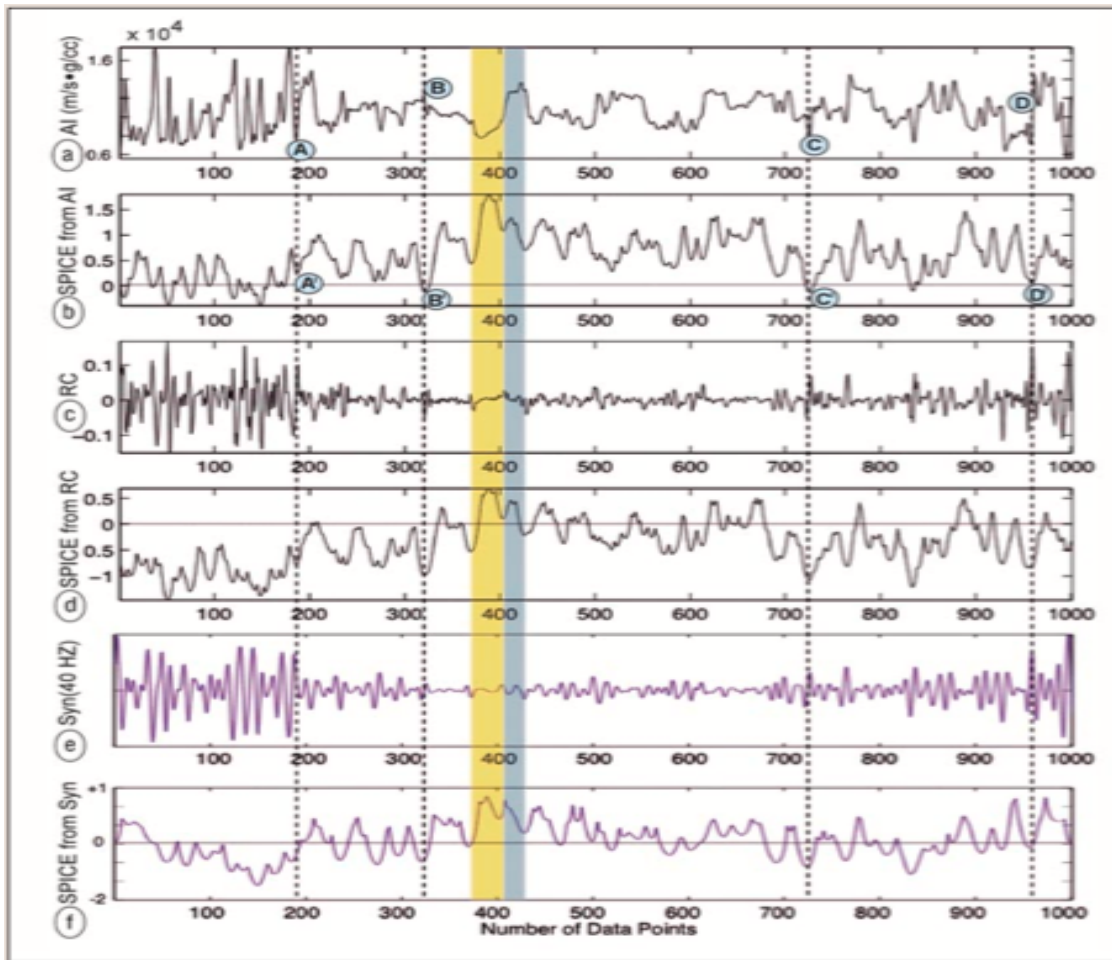 x 10⁴
a AI (m/s•g/cc)
1.6
0.6
A B C D
100 200 300 400 500 600 700 800 900 1000
b SPICE from AI
1.5
1
0.5
0
A' B' C' D'
100 200 300 400 500 600 700 800 900 1000
c RC
0.1
0
-0.1
100 200 300 400 500 600 700 800 900 1000
d SPICE from RC
0.5
0
0.5
-1
100 200 300 400 500 600 700 800 900 1000
e Syn(40 HZ)
100 200 300 400 500 600 700 800 900 1000
f SPICE from Syn
+1
0
-2
100 200 300 400 500 600 700 800 900 1000
Number of Data Points